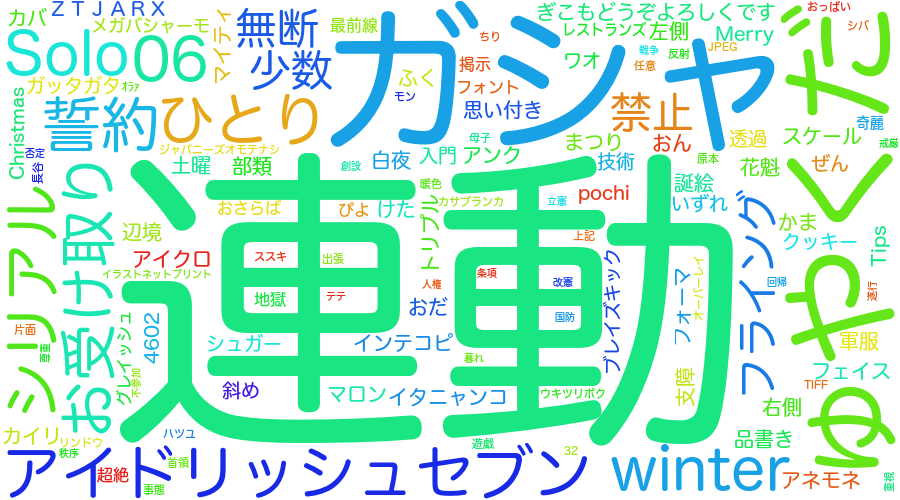 カバ
ＺＴＪＡＲＸ
メガバシャーモ
マイティ
無断
少数
最前線
ガシャ
ちり
ぎこもどうぞよろしくです
レストランズ
左側
戦争
反射
ワオ
任意
Merry
JPEG
おっぱい
シバ
だ
Solo06
ガッタガタ
ｵﾗｧ
モン
ふく
掲示
フォント
思い付き
禁止
おん
透過
スケール
奇麗
戒厳
Christmas
否定
長谷
誓約
ひとり
ジャパニーズオモテナシ
土曜
部類
創設
白夜
入門
母子
アンク
まつり
技術
原本
花魁
ぜん
シリアル
お受け取り
おさらば
ぴよ
けた
暖色
トリプル
カサブランカ
pochi
立憲
誕絵
いずれ
かま
クッキー
Tips
ゆやく
辺境
アイクロ
イラストネットプリント
ススキ
出張
地獄
テテ
運動
人権
条項
上記
改憲
国防
おだ
ブレイズキック
フォーマ
オーバーレイ
フライング
回帰
遂行
軍服
片面
尊重
グレイッシュ
不参加
4602
シュガー
インテコピ
暮れ
斜め
マロン
イタニャンコ
ウキツリボク
支障
フェイス
TIFF
右側
カイリ
リンドウ
秩序
ハツユ
首領
超絶
事態
アイドリッシュセブン
遊戯
32
winter
品書き
アネモネ
重視